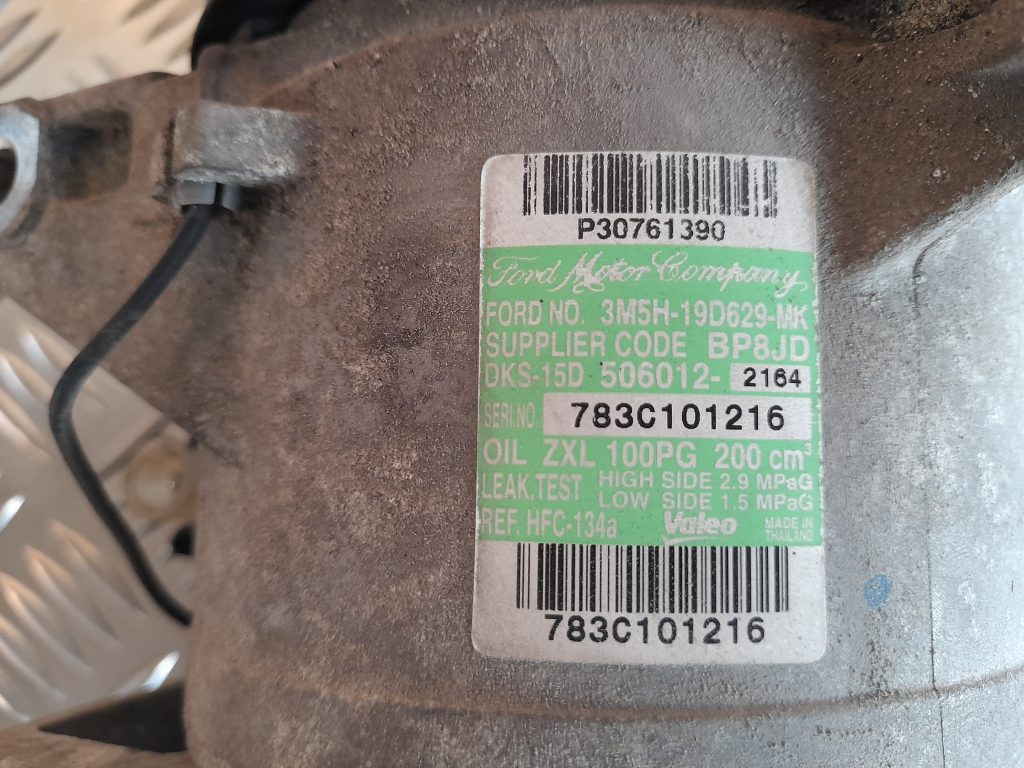 P30761390
Ford Motor Company
FORD NO. 3M5H-19D629-MK
SUPPLIER CODE BP8JD
DKS-15D 506012- 2164
SERI.NO. 783C101216
OIL ZXL 100PG 200 cm³
LEAK.TEST HIGH SIDE 2.9 MPaG
LOW SIDE 1.5 MPaG
REF. HFC-134a Valeo MADE IN THAILAND
783C101216